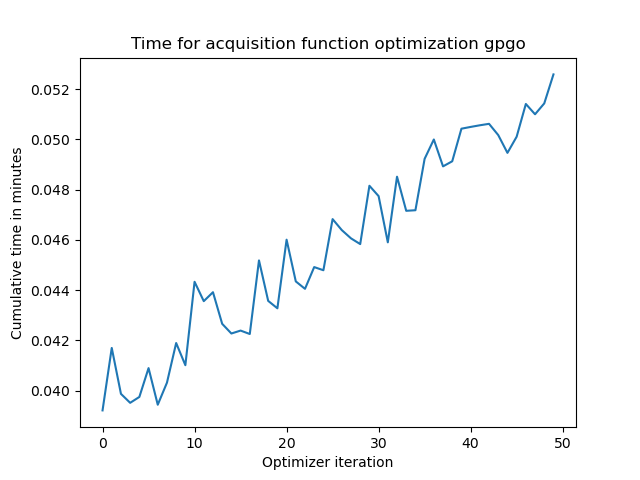 Time for acquisition function optimization gpgo
0.052
0.050
0.048
0.046
0.044
0.042
0.040
Cumulative time in minutes
0 10 20 30 40 50
Optimizer iteration